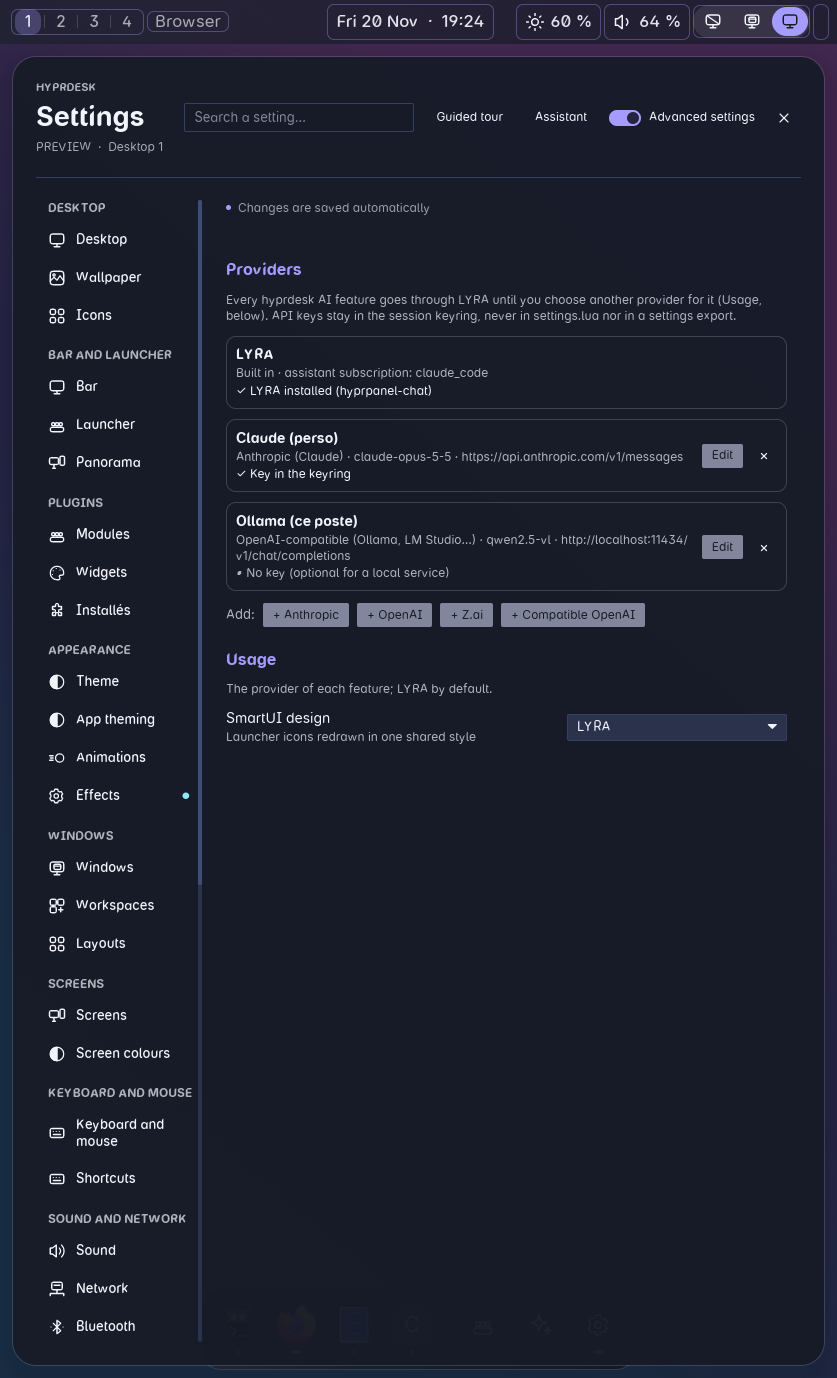 1 2 3 4 Browser Fri 20 Nov · 19:24 60 % 64 %
HYPRDESK
Settings
Search a setting...
Guided tour
Assistant
Advanced settings
PREVIEW · Desktop 1
DESKTOP
Desktop
Wallpaper
Icons
BAR AND LAUNCHER
Bar
Launcher
Panorama
PLUGINS
Modules
Widgets
Installés
APPEARANCE
Theme
App theming
Animations
Effects
WINDOWS
Windows
Workspaces
Layouts
SCREENS
Screens
Screen colours
KEYBOARD AND MOUSE
Keyboard and
mouse
Shortcuts
SOUND AND NETWORK
Sound
Network
Bluetooth
• Changes are saved automatically
Providers
Every hyprdesk AI feature goes through LYRA until you choose another provider for it (Usage,
below). API keys stay in the session keyring, never in settings.lua nor in a settings export.
LYRA
Built in · assistant subscription: claude_code
✓ LYRA installed (hyprpanel-chat)
Claude (perso)
Anthropic (Claude) · claude-opus-5-5 · https://api.anthropic.com/v1/messages
✓ Key in the keyring
Edit ×
Ollama (ce poste)
OpenAI-compatible (Ollama, LM Studio...) · qwen2.5-vl · http://localhost:11434/
v1/chat/completions
• No key (optional for a local service)
Edit ×
Add: + Anthropic + OpenAI + Z.ai + Compatible OpenAI
Usage
The provider of each feature; LYRA by default.
SmartUI design
Launcher icons redrawn in one shared style
LYRA